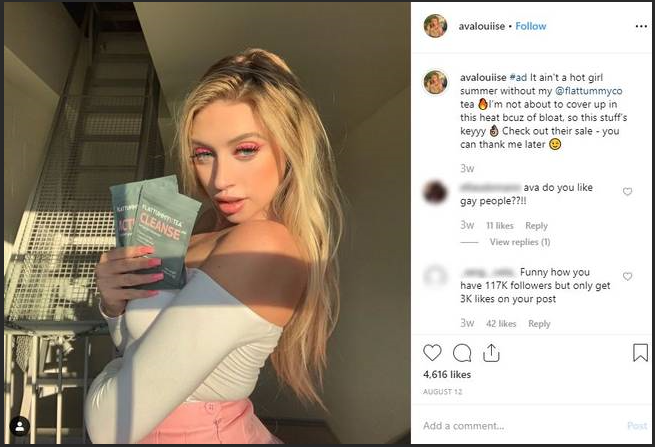 avalouiise • Follow
avalouiise #ad It ain't a hot girl
summer without my @flattummyco
tea 🔥I'm not about to cover up in
this heat bcuz of bloat, so this stuff's
keyyy 👌🏿 Check out their sale - you
can thank me later 😉
3w
ava do you like
gay people??!!
3w 11 likes Reply
View replies (1)
Funny how you
have 117K followers but only get
3K likes on your post
3w 42 likes Reply
4,616 likes
AUGUST 12
Add a comment... Post
FLATTUMMY TEA
CLEANSE